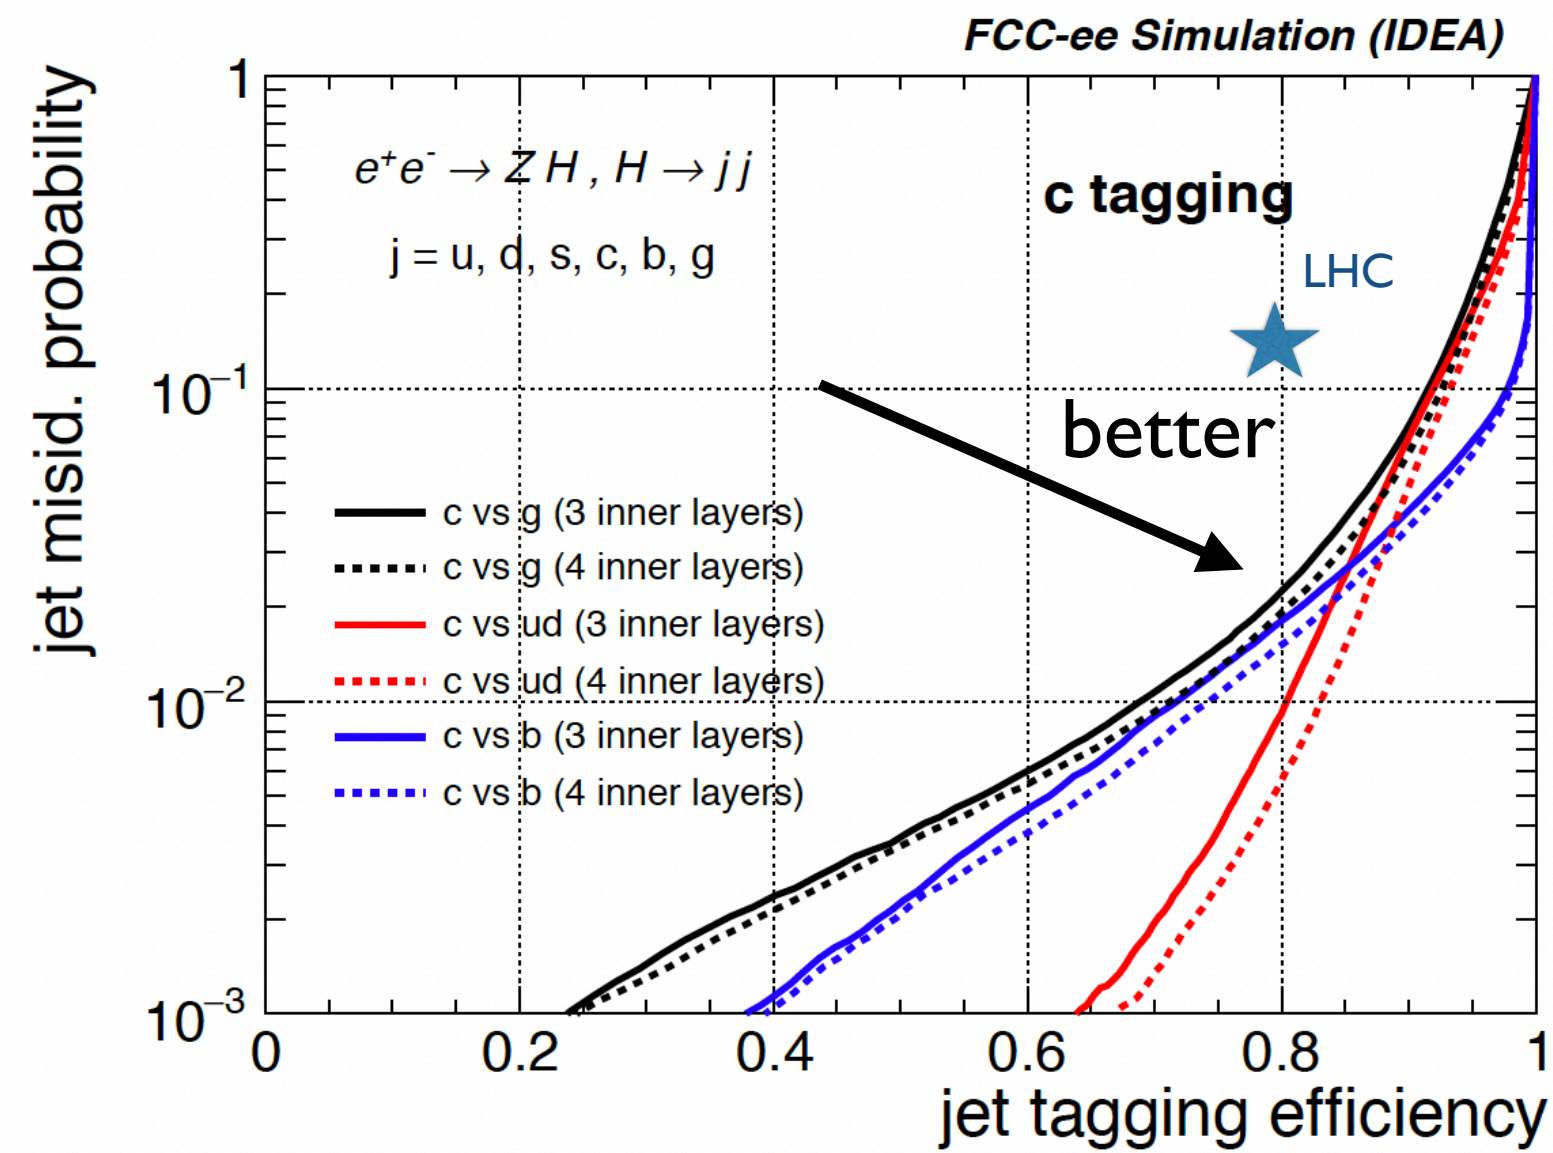 FCC-ee Simulation (IDEA)
jet misid. probability
1
10⁻¹
10⁻²
10⁻³
e⁺e⁻ → Z H , H → j j
j = u, d, s, c, b, g
c tagging
LHC
better
c vs g (3 inner layers)
c vs g (4 inner layers)
c vs ud (3 inner layers)
c vs ud (4 inner layers)
c vs b (3 inner layers)
c vs b (4 inner layers)
0 0.2 0.4 0.6 0.8 1
jet tagging efficiency